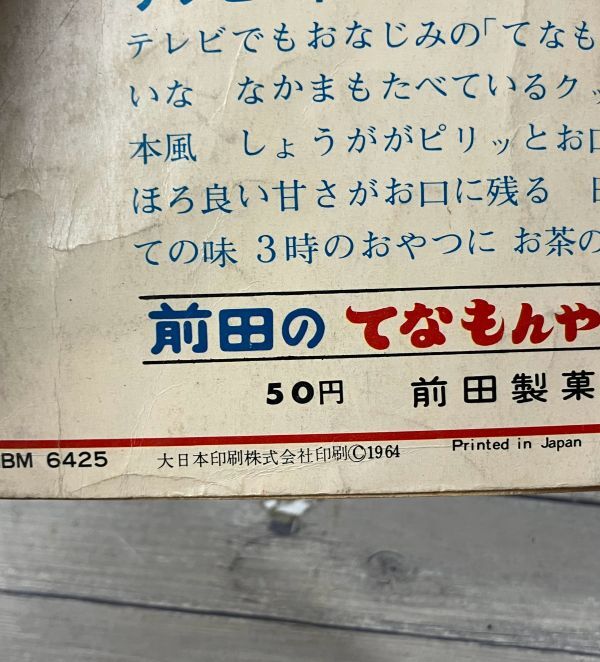 テレビでもおなじみの「てなも
いな なかまもたべているク
本風 しょうががピリッとお口
ほろ良い甘さがお口に残る
ての味 3時のおやつに お茶の
前田の てなもんや
50円 前田製菓
BM 6425 大日本印刷株式会社印刷©1964 Printed in Japan